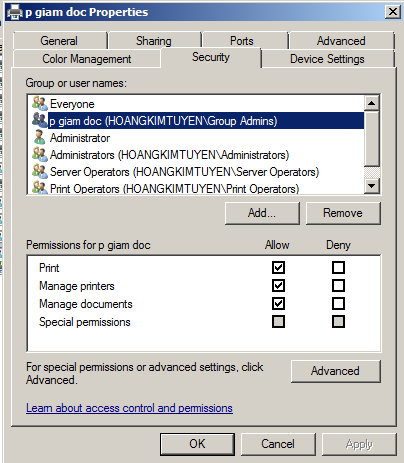 p giam doc Properties
General Sharing Ports Advanced
Color Management Security Device Settings
Group or user names:
Everyone
p giam doc (HOANGKIMTUYEN\Group Admins)
Administrator
Administrators (HOANGKIMTUYEN\Administrators)
Server Operators (HOANGKIMTUYEN\Server Operators)
Print Operators (HOANGKIMTUYEN\Print Operators)
Add... Remove
Permissions for p giam doc Allow Deny
Print
Manage printers
Manage documents
Special permissions
For special permissions or advanced settings, click
Advanced.
Advanced
Learn about access control and permissions
OK Cancel Apply